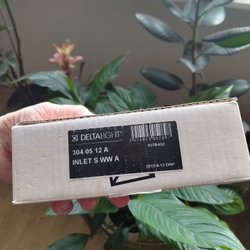 DELTALIGHT®
304 05 12 A
INLET S WW A